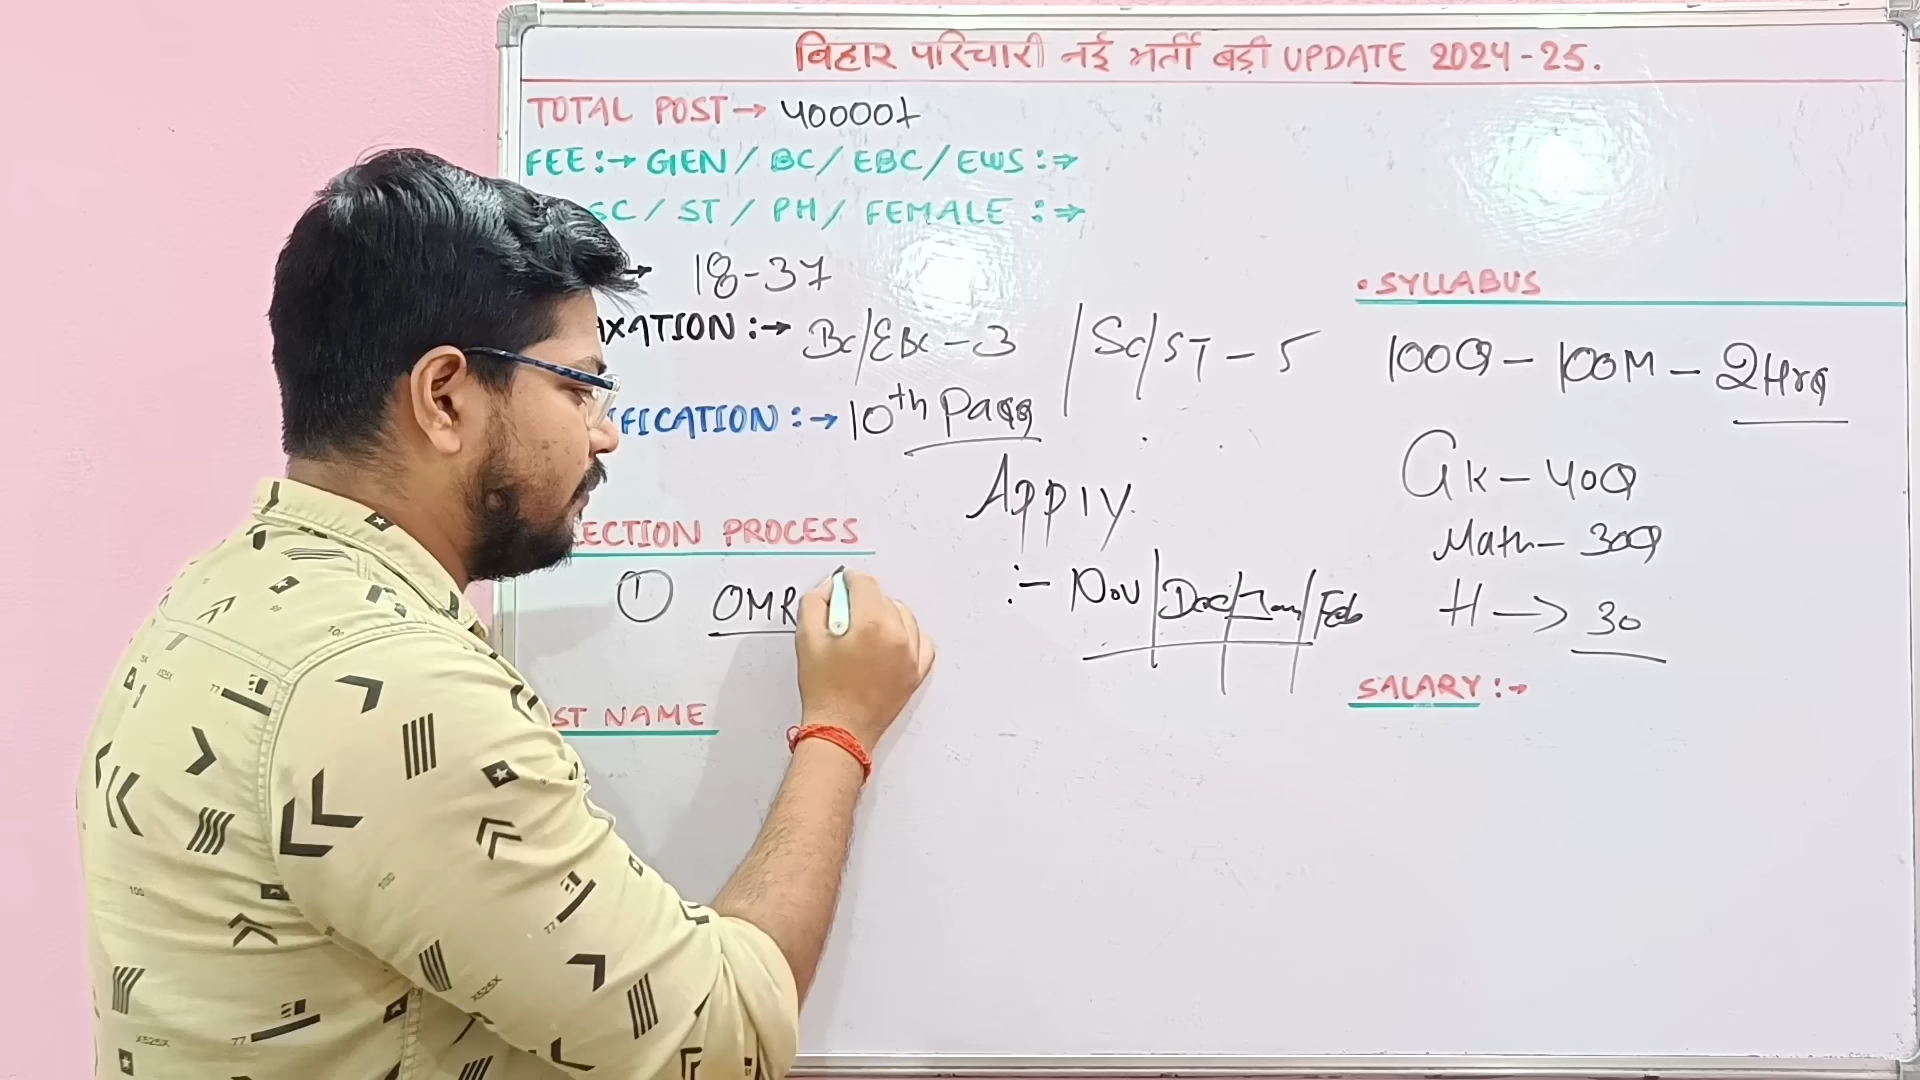 बिहार परिचारी नई भर्ती बड़ी UPDATE 2024-25.
TOTAL POST→ 40000+
FEE:→ GEN/ BC/ EBC/ EWS:⇒
SC/ ST/ PH/ FEMALE :⇒
→ 18-37
AXATION:→ BC/EBC-3 /SC/ST-5
IFICATION:→ 10th Pass
Apply
:- Nov/Dec/Jan/Feb
ECTION PROCESS
① OMR
ST NAME
• SYLLABUS
100Q-100M-2Hrs
GK-40Q
Math-30Q
H→30
SALARY:→